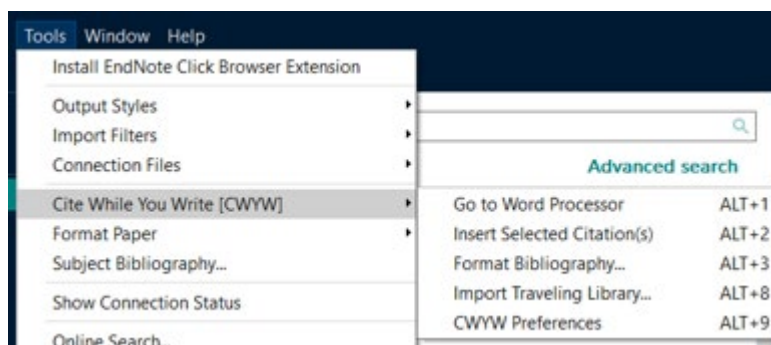 Tools Window Help
Install EndNote Click Browser Extension
Output Styles
Import Filters
Connection Files
Advanced search
Cite While You Write [CWYW]
Go to Word Processor ALT+1
Format Paper
Insert Selected Citation(s) ALT+2
Subject Bibliography...
Format Bibliography... ALT+3
Show Connection Status
Import Traveling Library... ALT+8
CWYW Preferences ALT+9
Online Search...